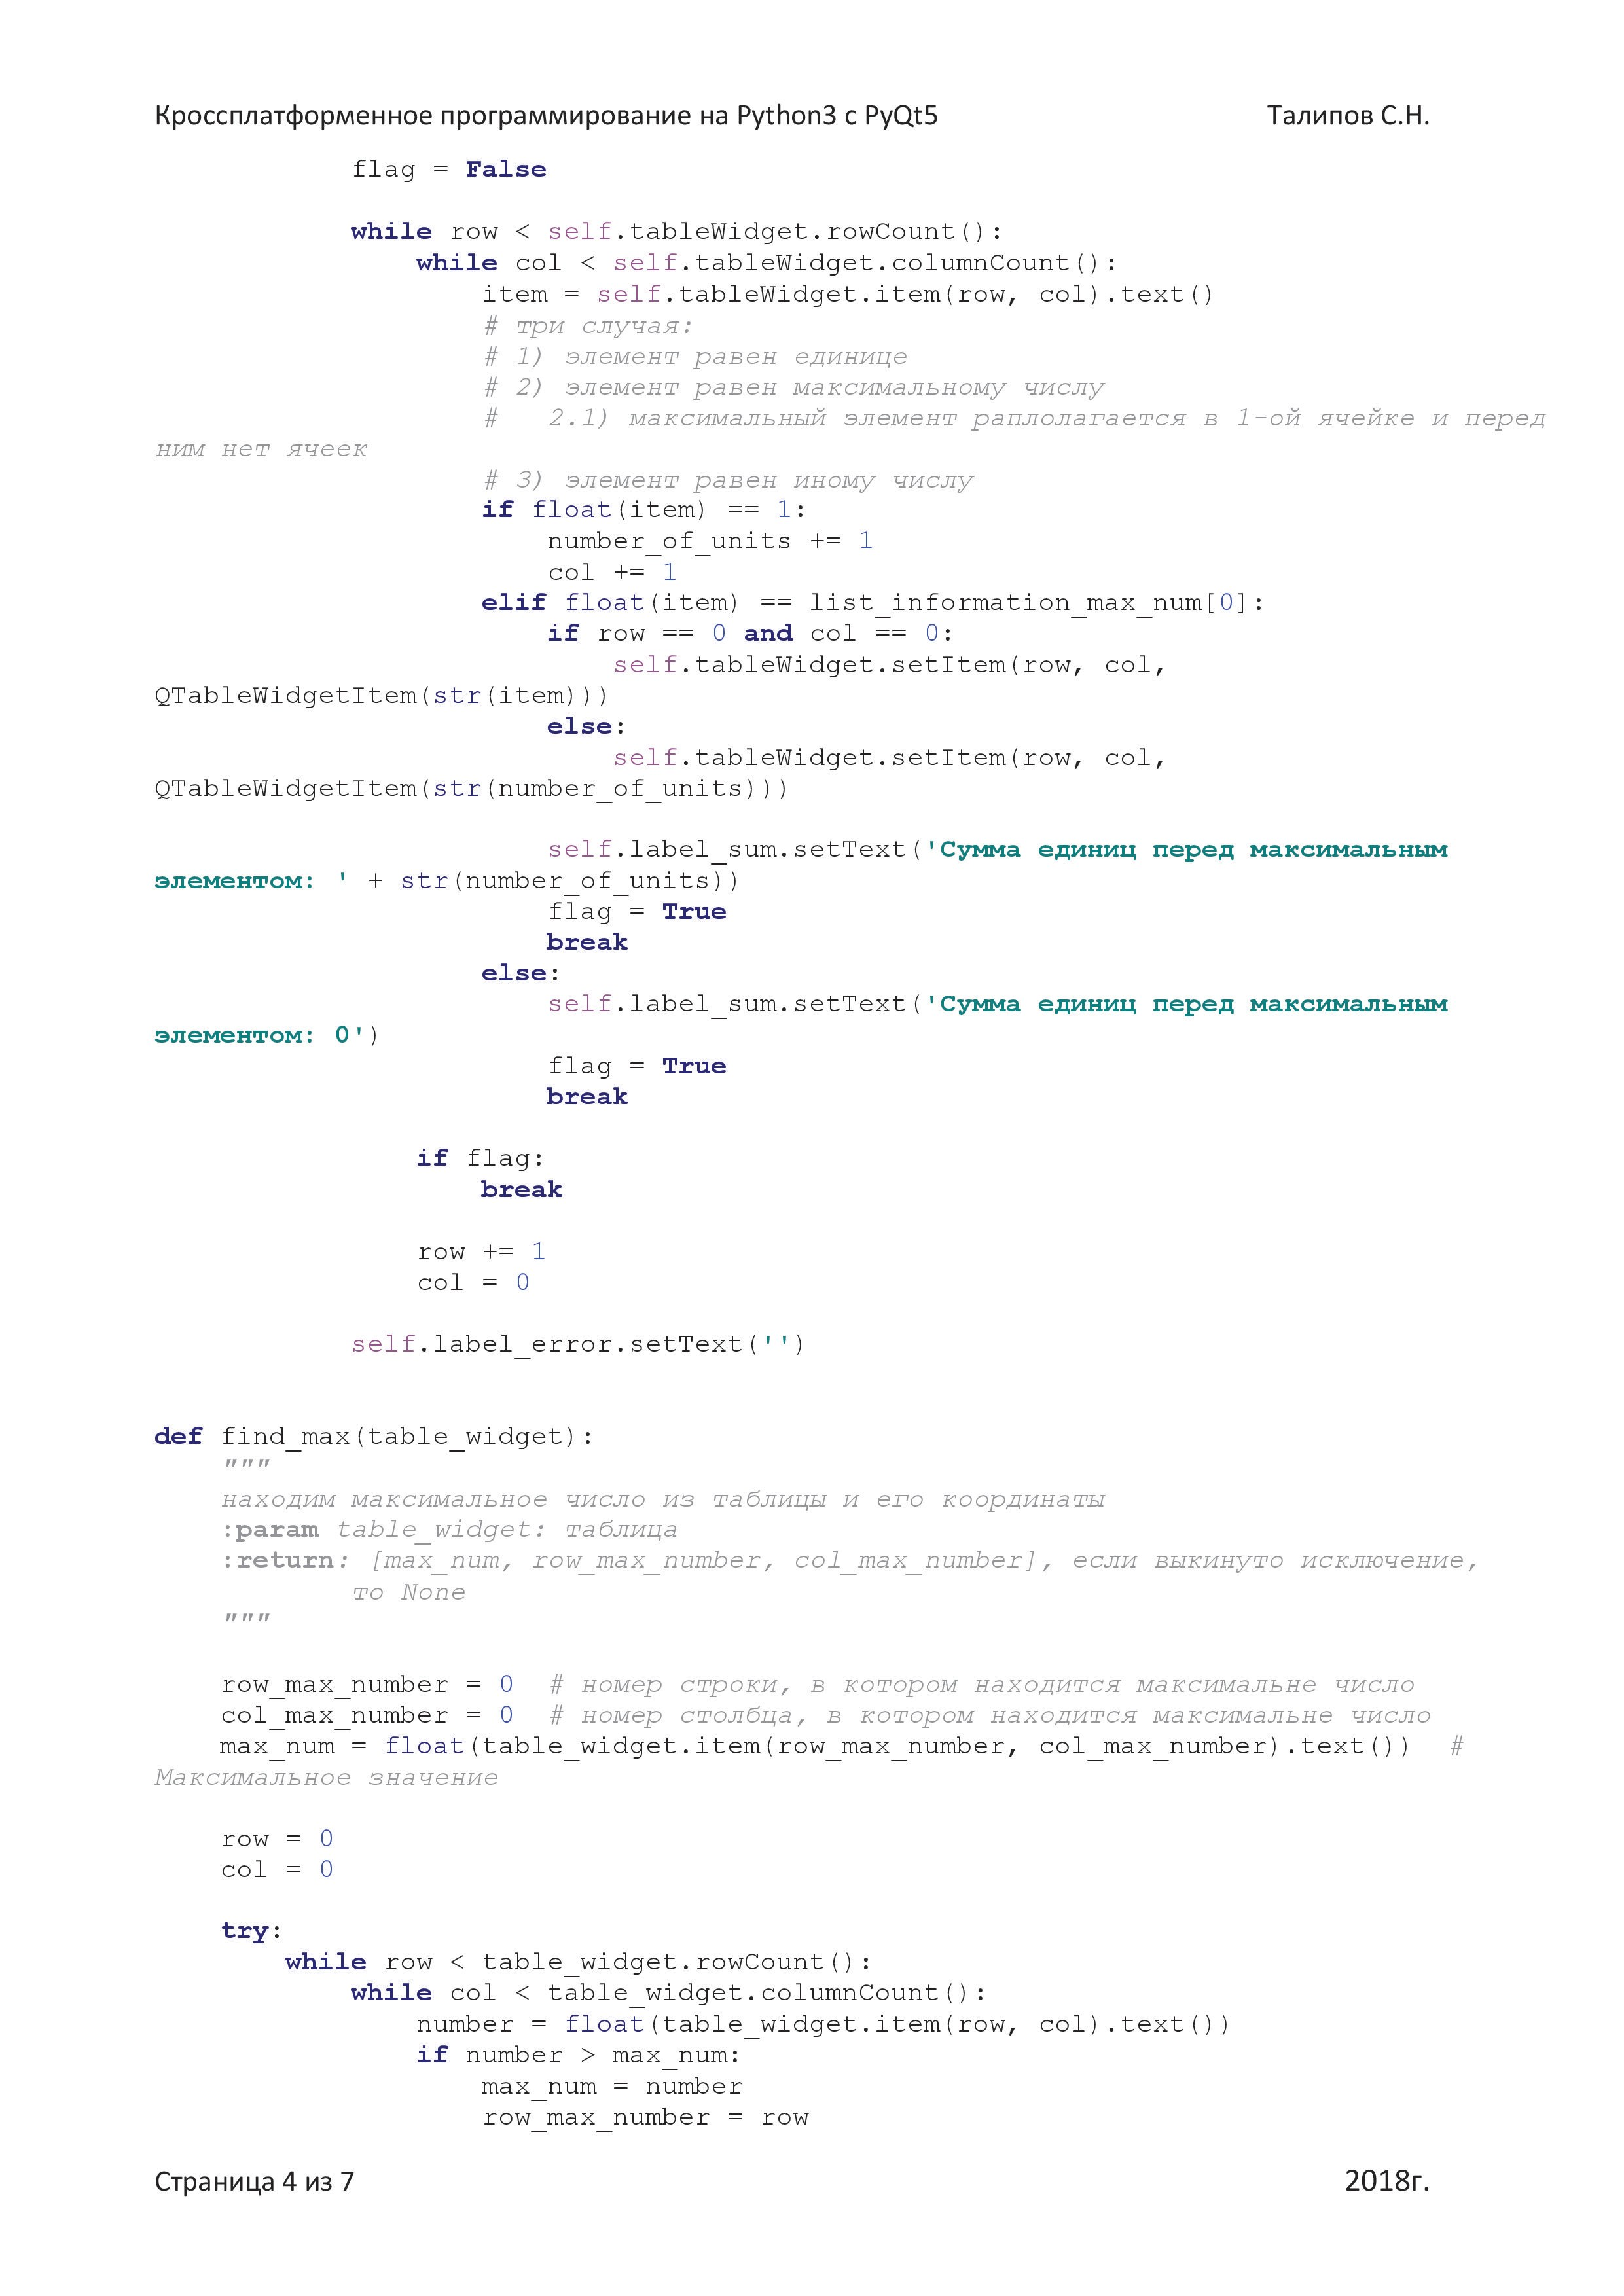 Кроссплатформенное программирование на Python3 с PyQt5 Талипов С.Н.
flag = False
while row < self.tableWidget.rowCount():
while col < self.tableWidget.columnCount():
item = self.tableWidget.item(row, col).text()
# три случая:
# 1) элемент равен единице
# 2) элемент равен максимальному числу
#   2.1) максимальный элемент раплолагается в 1-ой ячейке и перед
ним нет ячеек
# 3) элемент равен иному числу
if float(item) == 1:
number_of_units += 1
col += 1
elif float(item) == list_information_max_num[0]:
if row == 0 and col == 0:
self.tableWidget.setItem(row, col,
QTableWidgetItem(str(item)))
else:
self.tableWidget.setItem(row, col,
QTableWidgetItem(str(number_of_units)))
self.label_sum.setText('Сумма единиц перед максимальным
элементом: ' + str(number_of_units))
flag = True
break
else:
self.label_sum.setText('Сумма единиц перед максимальным
элементом: 0')
flag = True
break
if flag:
break
row += 1
col = 0
self.label_error.setText('')
def find_max(table_widget):
"""
находим максимальное число из таблицы и его координаты
:param table_widget: таблица
:return: [max_num, row_max_number, col_max_number], если выкинуто исключение,
то None
"""
row_max_number = 0  # номер строки, в котором находится максимальне число
col_max_number = 0  # номер столбца, в котором находится максимальне число
max_num = float(table_widget.item(row_max_number, col_max_number).text())  #
Максимальное значение
row = 0
col = 0
try:
while row < table_widget.rowCount():
while col < table_widget.columnCount():
number = float(table_widget.item(row, col).text())
if number > max_num:
max_num = number
row_max_number = row
Страница 4 из 7 2018г.